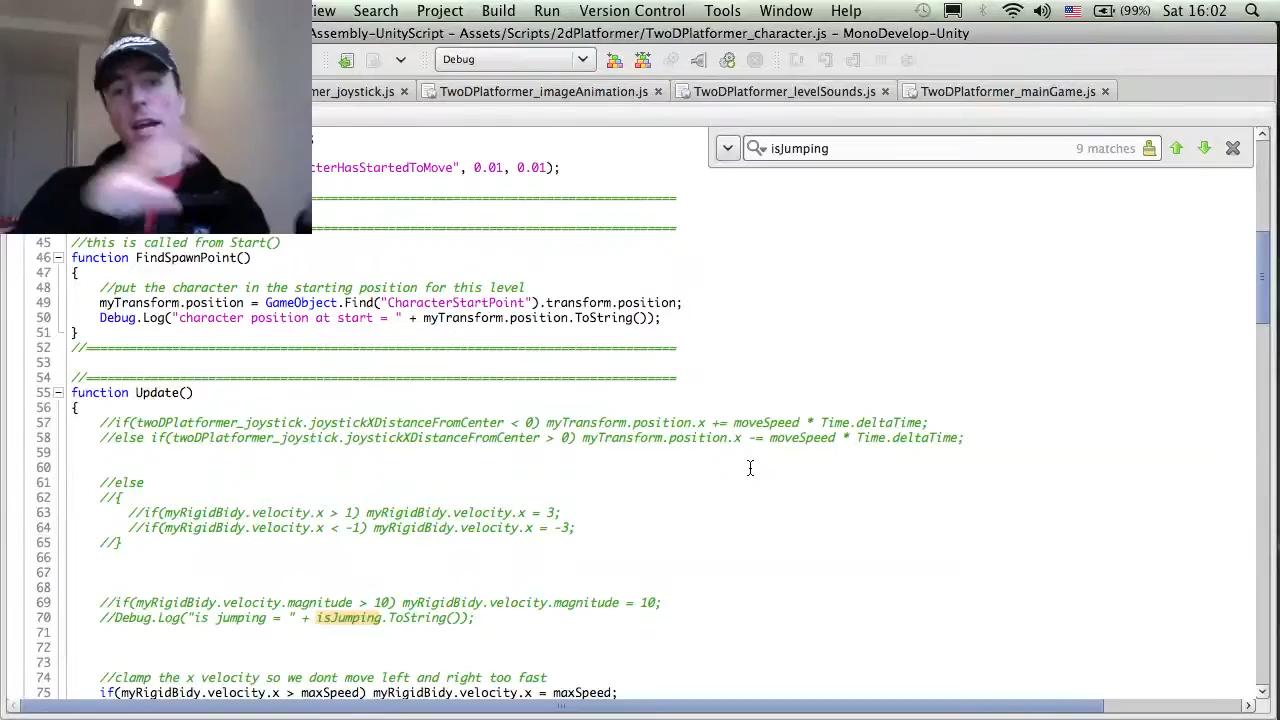 View Search Project Build Run Version Control Tools Window Help (99%) Sat 16:02
Assembly-UnityScript – Assets/Scripts/2dPlatformer/TwoDPlatformer_character.js – MonoDevelop-Unity
Debug
mer_joystick.js TwoDPlatformer_imageAnimation.js TwoDPlatformer_levelSounds.js TwoDPlatformer_mainGame.js
isJumping 9 matches
cterHasStartedToMove", 0.01, 0.01);
45 //this is called from Start()
46 function FindSpawnPoint()
47 {
48 //put the character in the starting position for this level
49 myTransform.position = GameObject.Find("CharacterStartPoint").transform.position;
50 Debug.Log("character position at start = " + myTransform.position.ToString());
51 }
52 //===================================================================================
53
54 //===================================================================================
55 function Update()
56 {
57 //if(twoDPlatformer_joystick.joystickXDistanceFromCenter < 0) myTransform.position.x += moveSpeed * Time.deltaTime;
58 //else if(twoDPlatformer_joystick.joystickXDistanceFromCenter > 0) myTransform.position.x -= moveSpeed * Time.deltaTime;
59
60
61 //else
62 //{
63 //if(myRigidBidy.velocity.x > 1) myRigidBidy.velocity.x = 3;
64 //if(myRigidBidy.velocity.x < -1) myRigidBidy.velocity.x = -3;
65 //}
66
67
68
69 //if(myRigidBidy.velocity.magnitude > 10) myRigidBidy.velocity.magnitude = 10;
70 //Debug.Log("is jumping = " + isJumping.ToString());
71
72
73
74 //clamp the x velocity so we dont move left and right too fast
75 if(myRigidBidy.velocity.x > maxSpeed) myRigidBidy.velocity.x = maxSpeed;